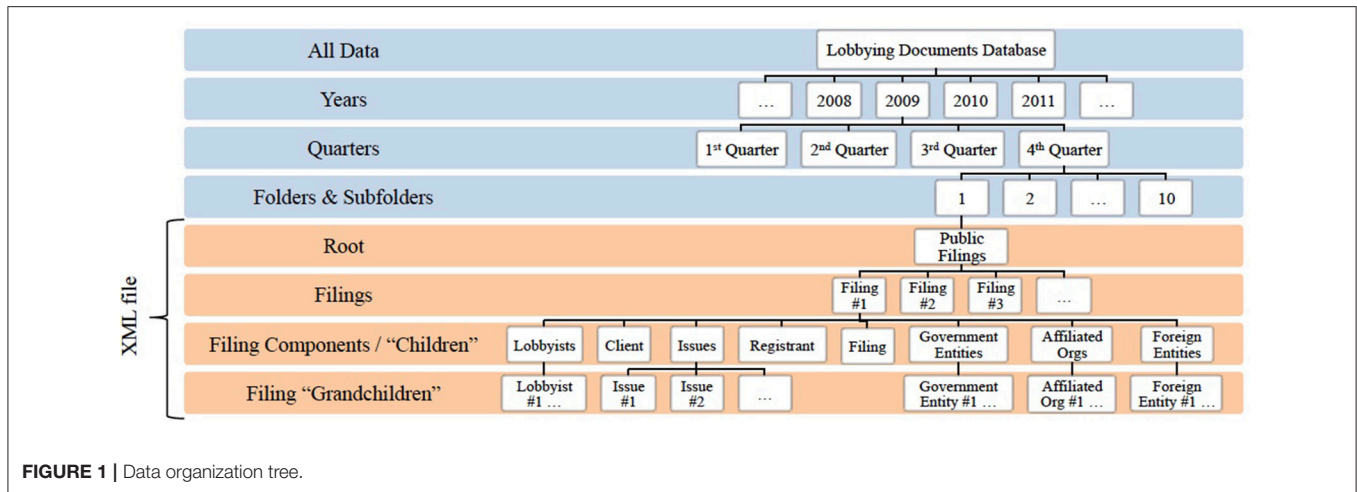 All Data
Lobbying Documents Database
Years
… 2008 2009 2010 2011 …
Quarters
1st Quarter 2nd Quarter 3rd Quarter 4th Quarter
Folders & Subfolders
1 2 … 10
XML file
Root
Public
Filings
Filings
Filing
#1
Filing
#2
Filing
#3
…
Filing Components / “Children”
Lobbyists
Client
Issues
Registrant
Filing
Government
Entities
Affiliated
Orgs
Foreign
Entities
Filing “Grandchildren”
Lobbyist
#1 …
Issue
#1
Issue
#2
…
Government
Entity #1 …
Affiliated
Org #1 …
Foreign
Entity #1 …
FIGURE 1 | Data organization tree.